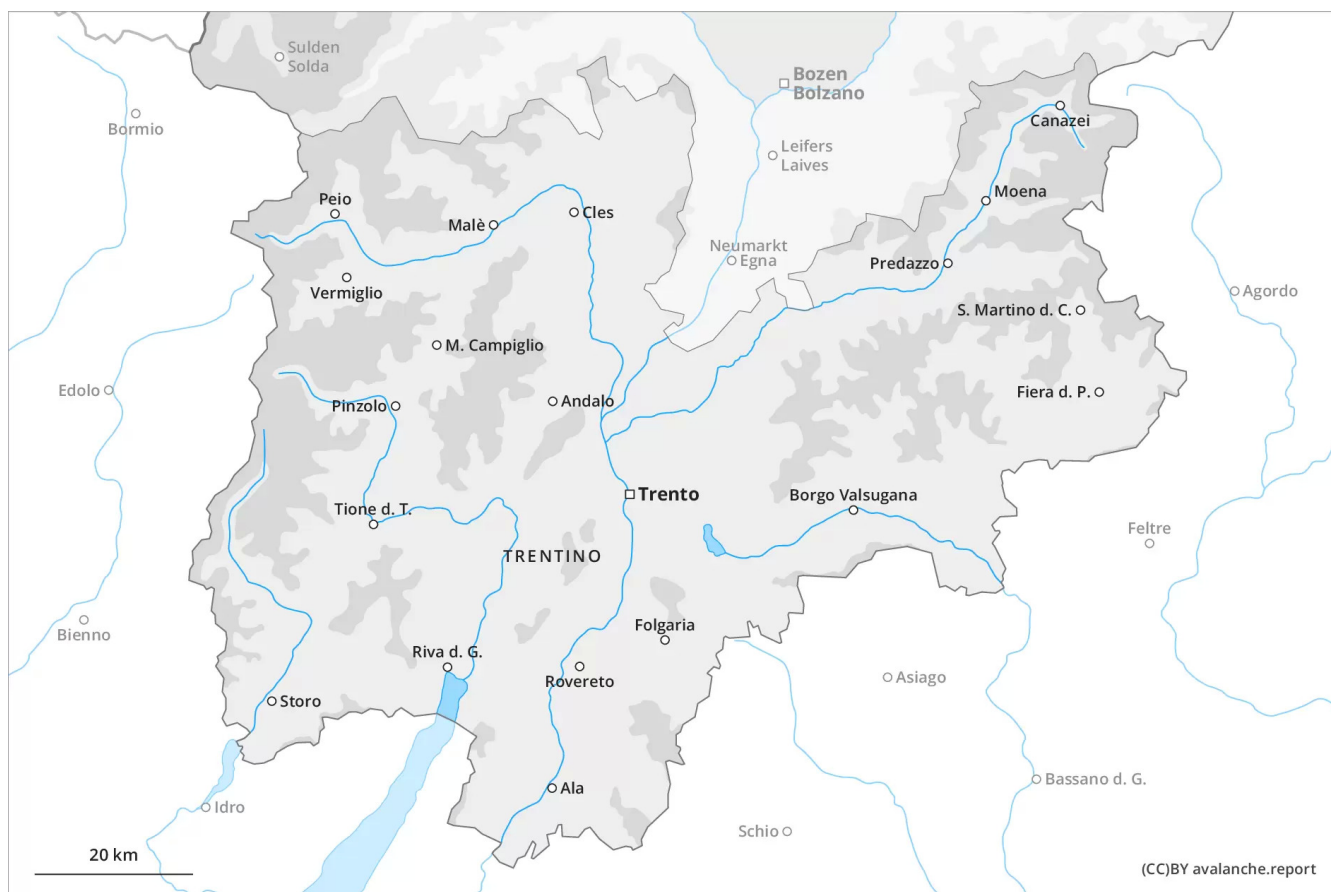 Sulden
Solda
Bozen
Bolzano
Bormio
Canazei
Leifers
Laives
Peio
Malè
Cles
Moena
Neumarkt
Egna
Predazzo
Vermiglio
Agordo
S. Martino d. C.
M. Campiglio
Edolo
Pinzolo
Andalo
Fiera d. P.
Trento
Borgo Valsugana
Tione d. T.
Feltre
TRENTINO
Bienno
Folgaria
Riva d. G.
Rovereto
Asiago
Storo
Bassano d. G.
Ala
Idro
Schio
20 km
(CC)BY avalanche.report